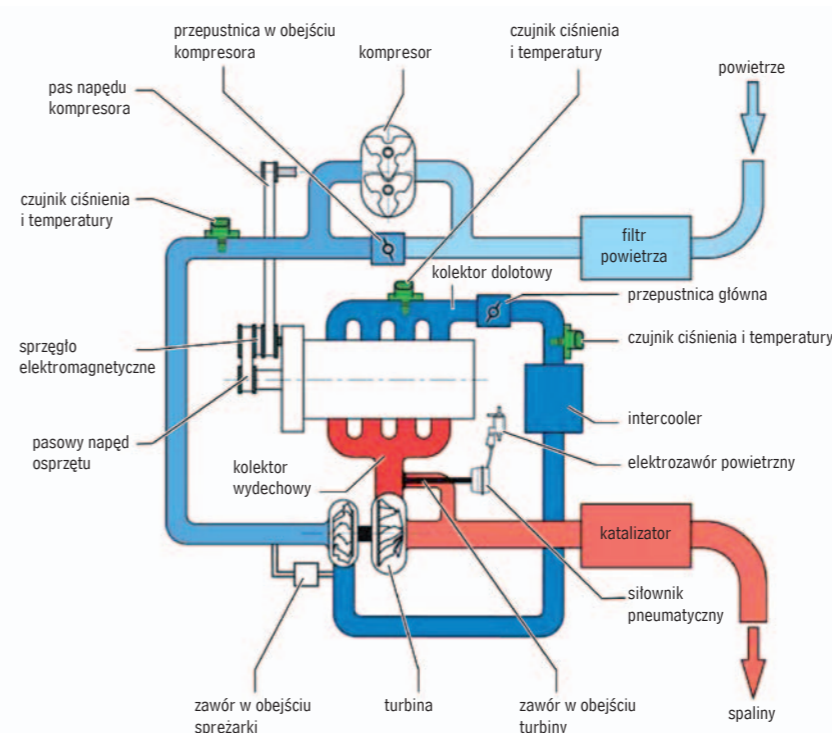 przepustnica w obejściu
kompresora
kompresor
czujnik ciśnienia
i temperatury
powietrze
pas napędu
kompresora
czujnik ciśnienia
i temperatury
filtr
powietrza
kolektor dolotowy
przepustnica główna
czujnik ciśnienia i temperatury
sprzęgło
elektromagnetyczne
intercooler
pasowy napęd
osprzętu
kolektor
wydechowy
elektrozawór powietrzny
katalizator
siłownik
pneumatyczny
zawór w obejściu
sprężarki
turbina
zawór w obejściu
turbiny
spaliny